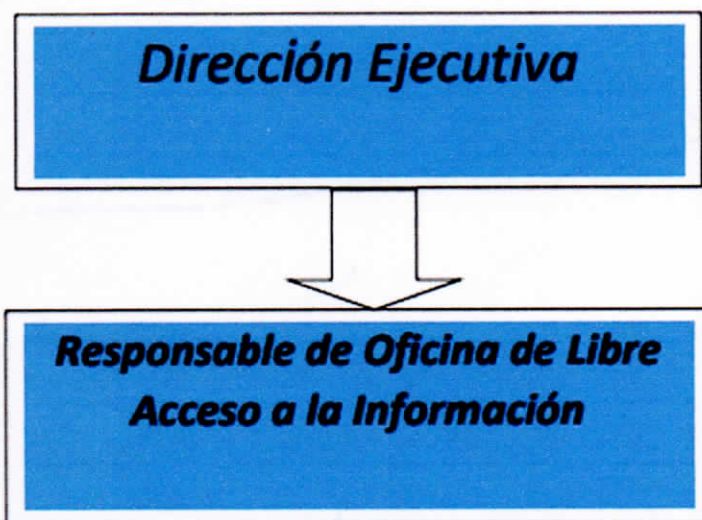 Dirección Ejecutiva
Responsable de Oficina de Libre
Acceso a la Información